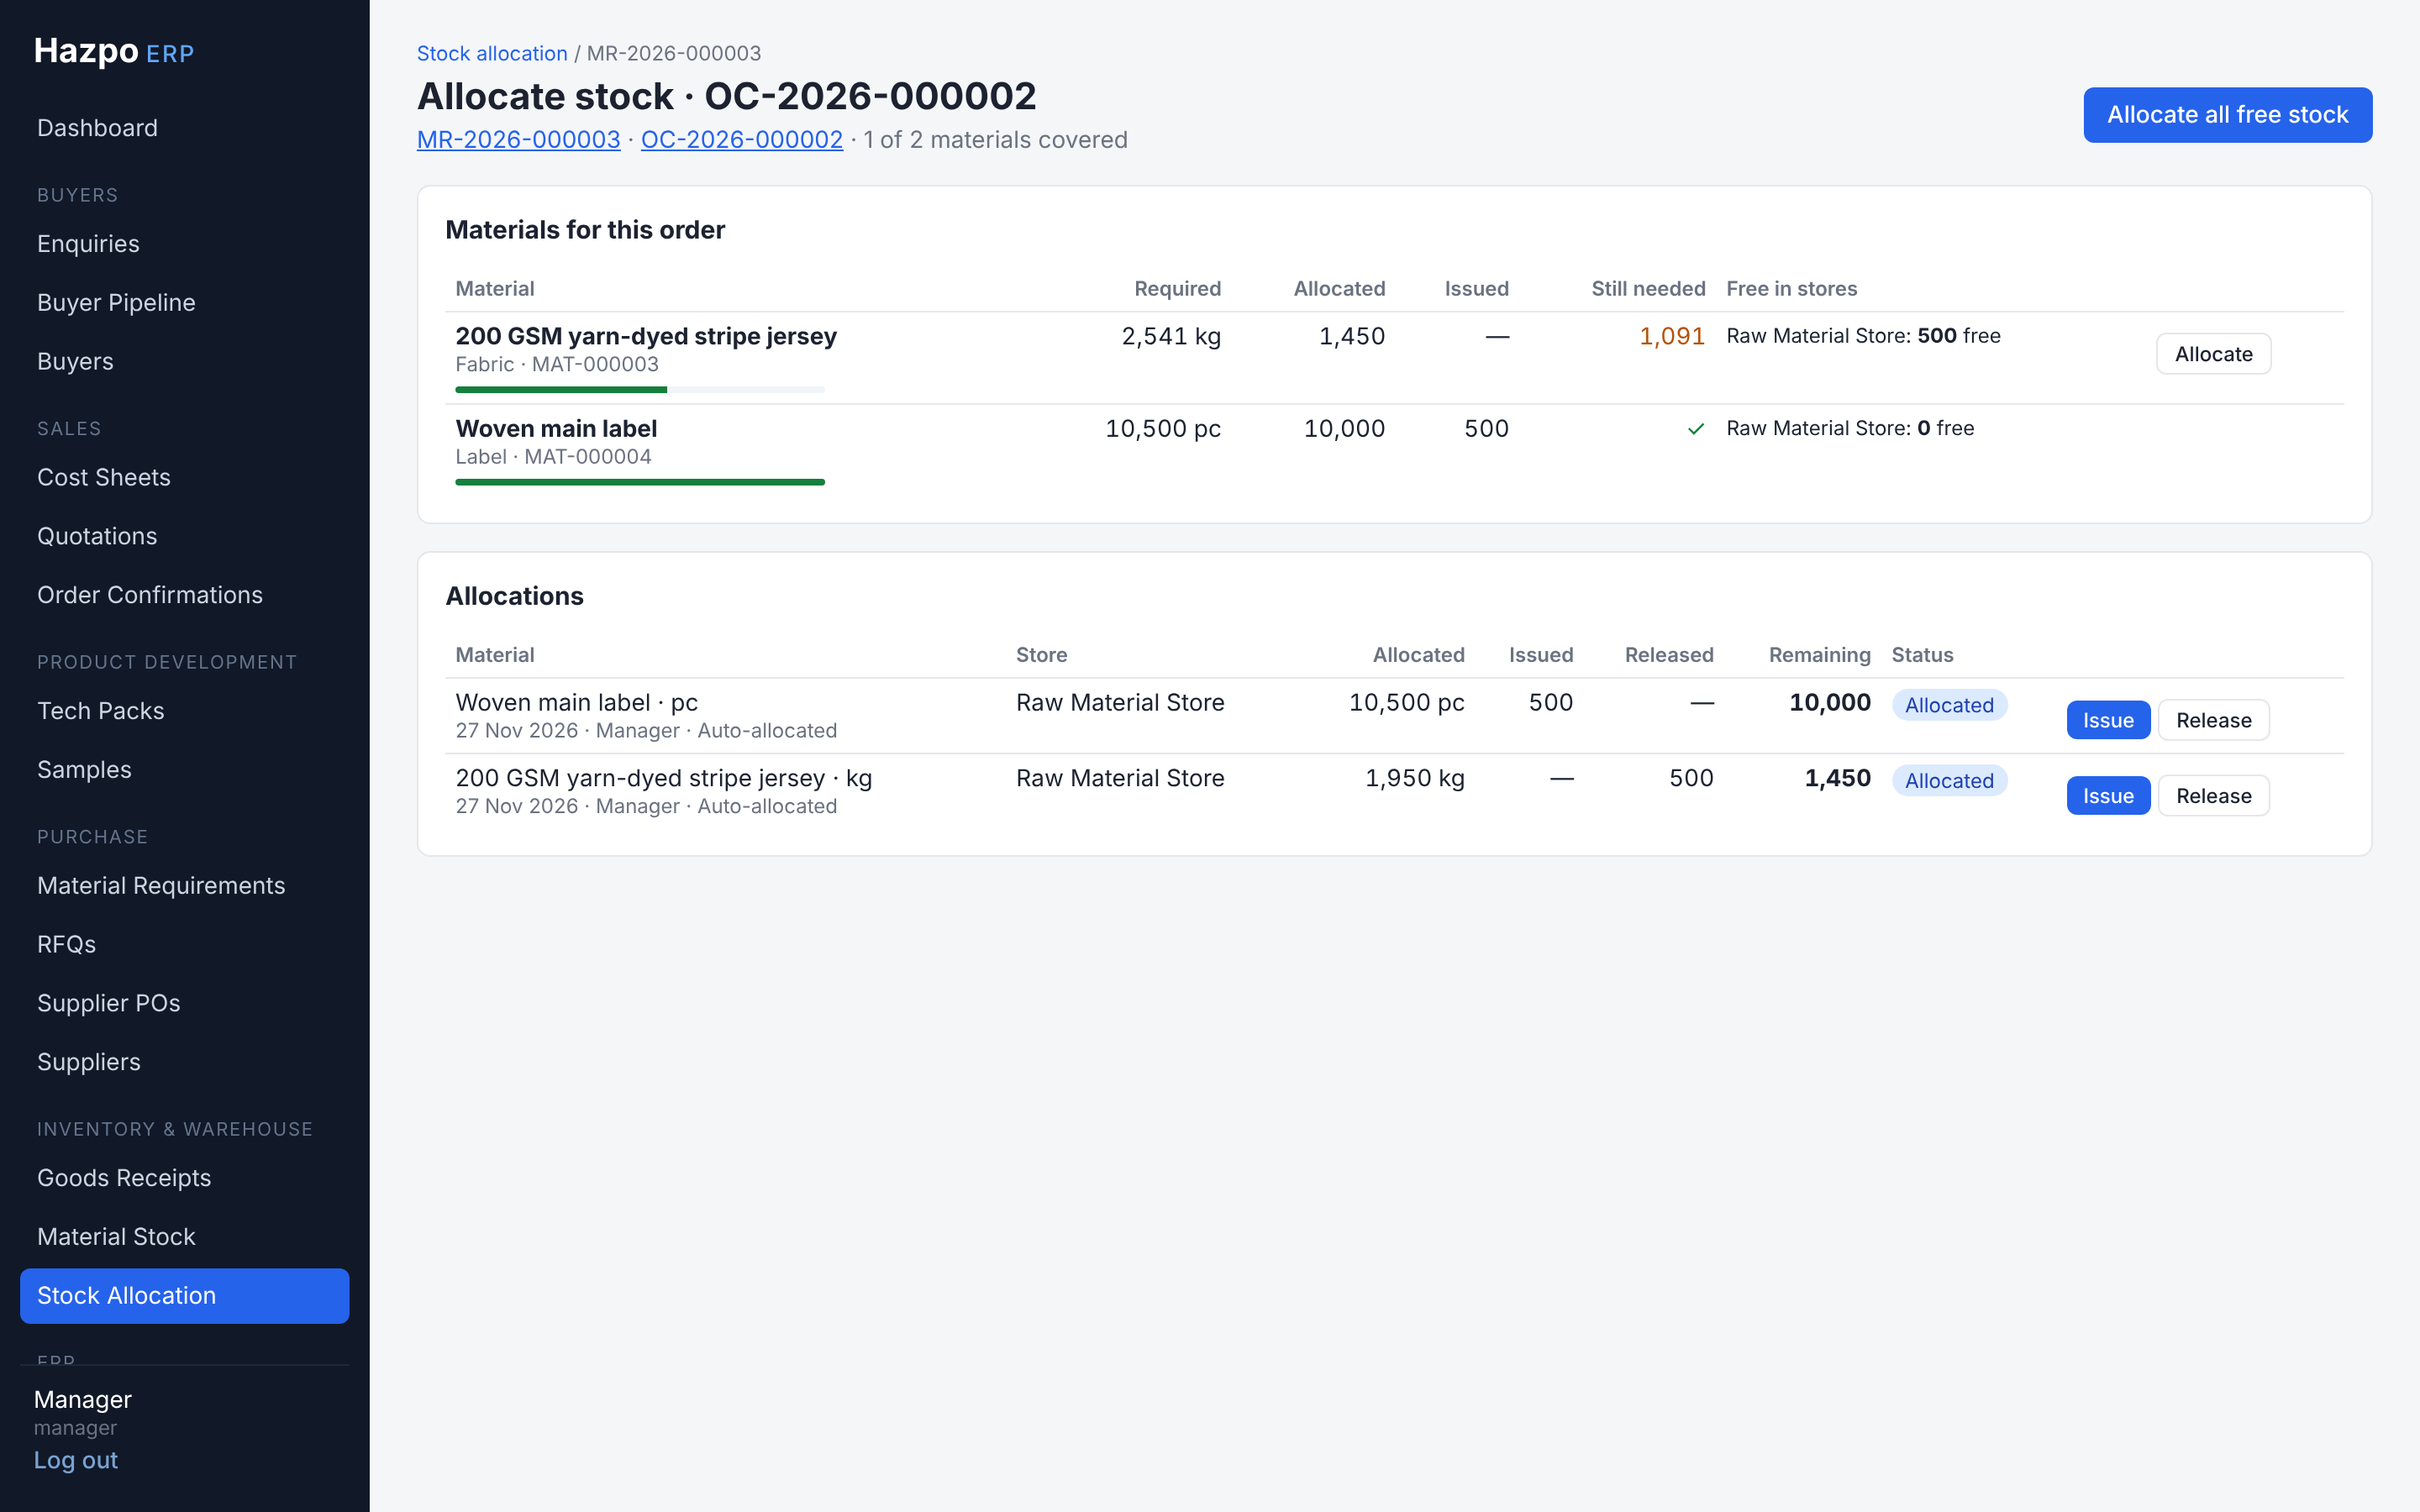 Hazpo ERP
Dashboard
BUYERS
Enquiries
Buyer Pipeline
Buyers
SALES
Cost Sheets
Quotations
Order Confirmations
PRODUCT DEVELOPMENT
Tech Packs
Samples
PURCHASE
Material Requirements
RFQs
Supplier POs
Suppliers
INVENTORY & WAREHOUSE
Goods Receipts
Material Stock
Stock Allocation
ERP
Manager
manager
Log out
Stock allocation / MR-2026-000003
Allocate stock · OC-2026-000002
MR-2026-000003 · OC-2026-000002 · 1 of 2 materials covered
Allocate all free stock
Materials for this order
Material Required Allocated Issued Still needed Free in stores
200 GSM yarn-dyed stripe jersey 2,541 kg 1,450 — 1,091 Raw Material Store: 500 free Allocate
Fabric · MAT-000003
Woven main label 10,500 pc 10,000 500 ✓ Raw Material Store: 0 free
Label · MAT-000004
Allocations
Material Store Allocated Issued Released Remaining Status
Woven main label · pc Raw Material Store 10,500 pc 500 — 10,000 Allocated Issue Release
27 Nov 2026 · Manager · Auto-allocated
200 GSM yarn-dyed stripe jersey · kg Raw Material Store 1,950 kg — 500 1,450 Allocated Issue Release
27 Nov 2026 · Manager · Auto-allocated